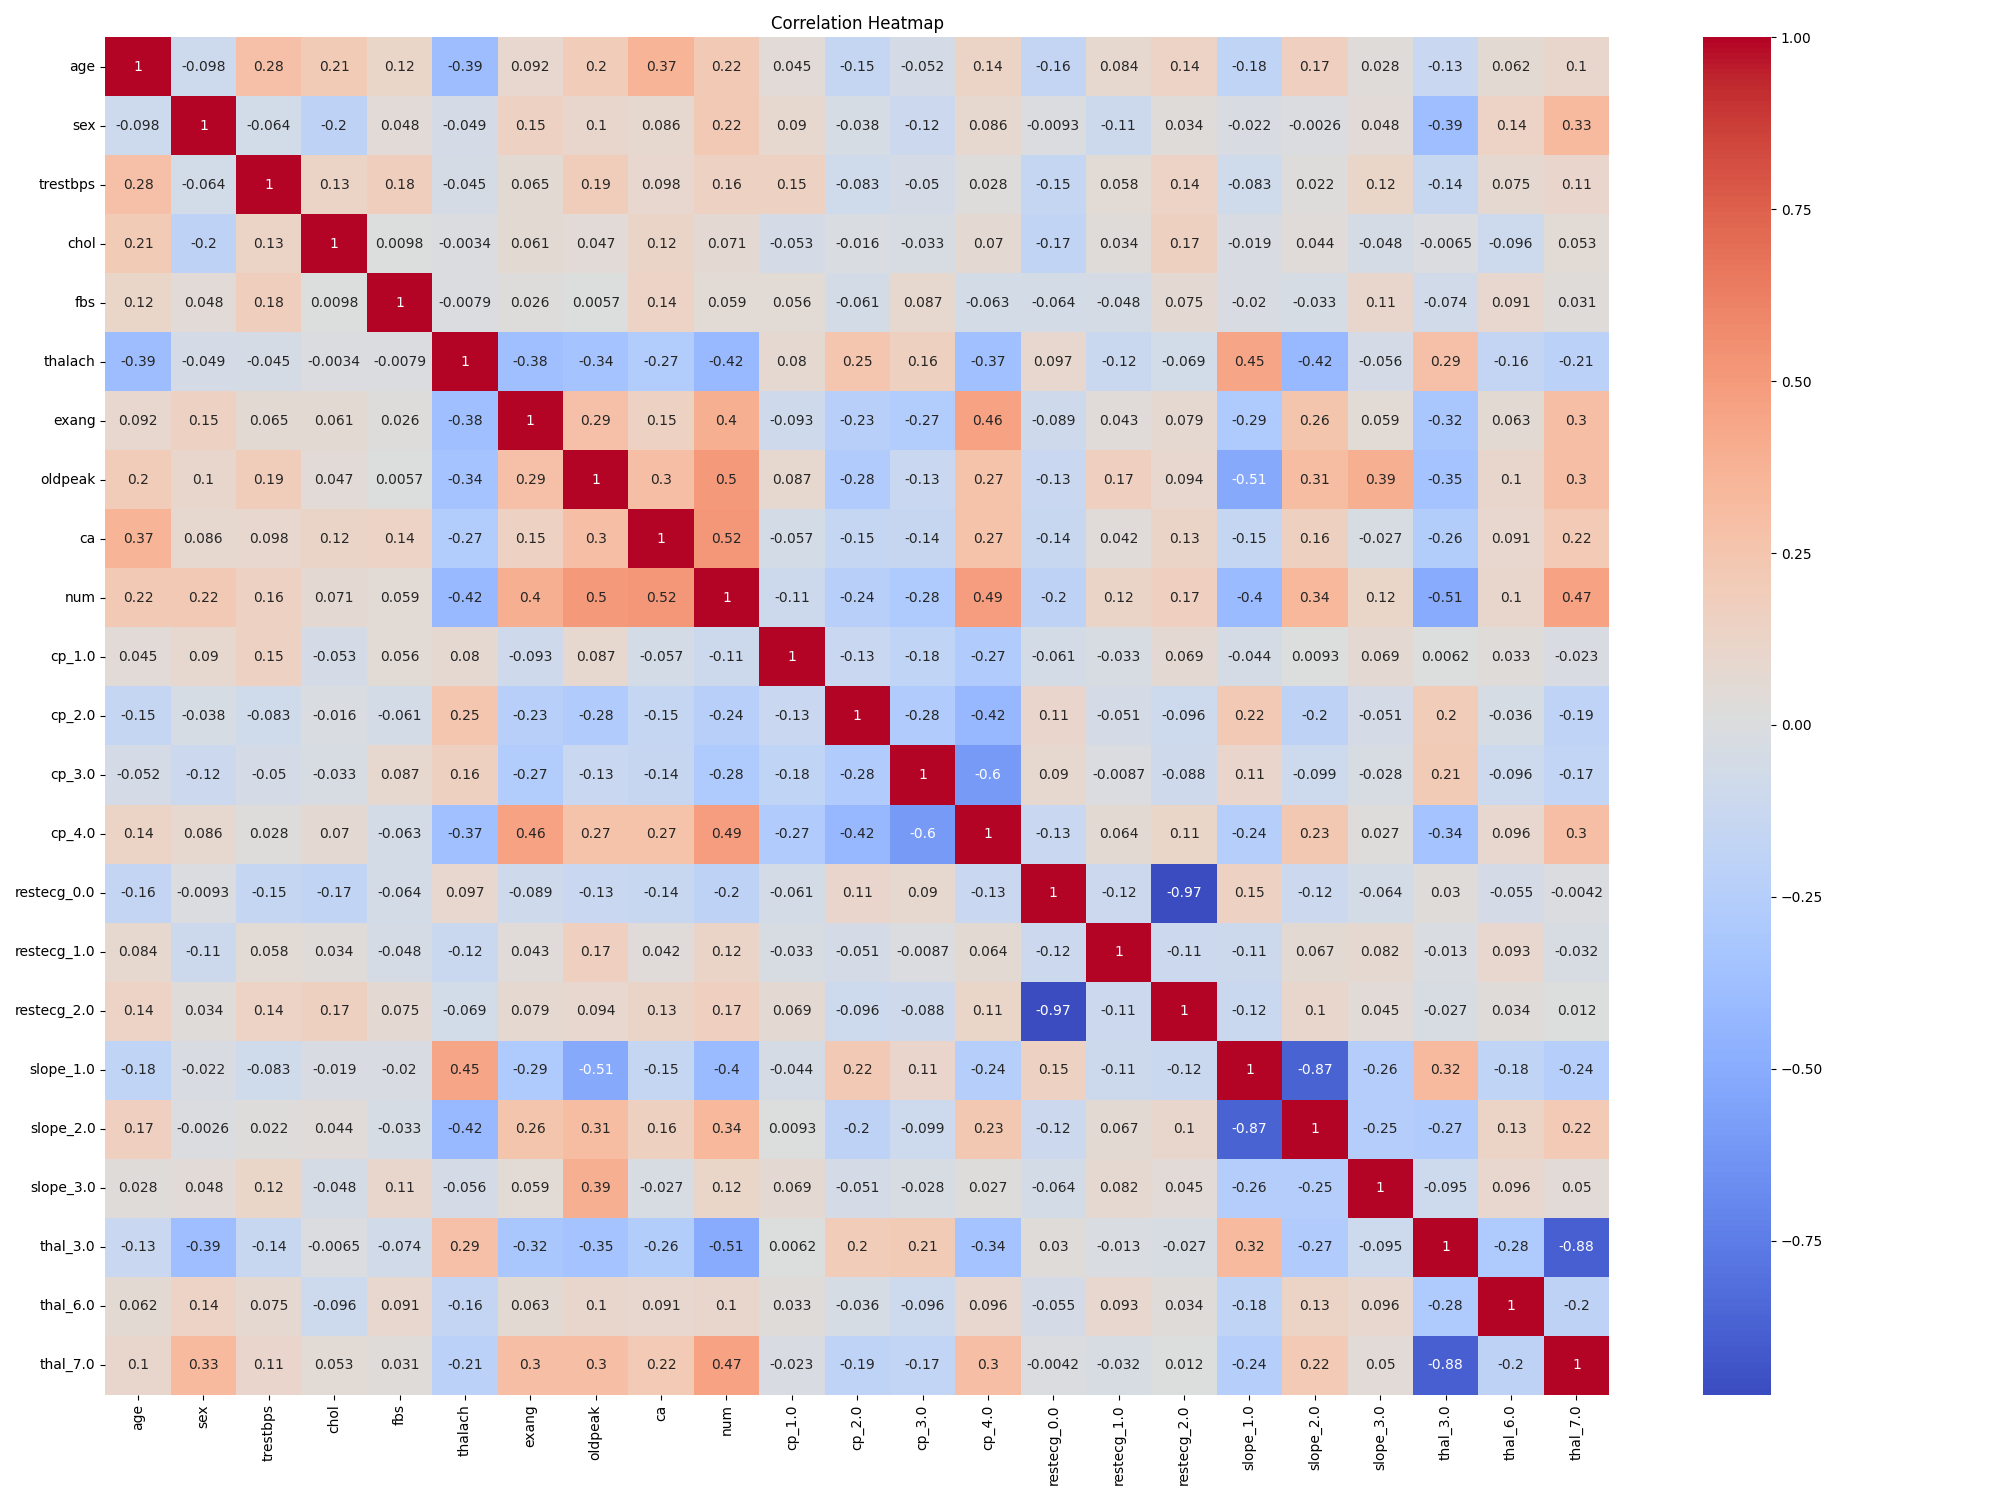 Correlation Heatmap
age 1 -0.098 0.28 0.21 0.12 -0.39 0.092 0.2 0.37 0.22 0.045 -0.15 -0.052 0.14 -0.16 0.084 0.14 -0.18 0.17 0.028 -0.13 0.062 0.1
sex -0.098 1 -0.064 -0.2 0.048 -0.049 0.15 0.1 0.086 0.22 0.09 -0.038 -0.12 0.086 -0.0093 -0.11 0.034 -0.022 -0.0026 0.048 -0.39 0.14 0.33
trestbps 0.28 -0.064 1 0.13 0.18 -0.045 0.065 0.19 0.098 0.16 0.15 -0.083 -0.05 0.028 -0.15 0.058 0.14 -0.083 0.022 0.12 -0.14 0.075 0.11
chol 0.21 -0.2 0.13 1 0.0098 -0.0034 0.061 0.047 0.12 0.071 -0.053 -0.016 -0.033 0.07 -0.17 0.034 0.17 -0.019 0.044 -0.048 -0.0065 -0.096 0.053
fbs 0.12 0.048 0.18 0.0098 1 -0.0079 0.026 0.0057 0.14 0.059 0.056 -0.061 0.087 -0.063 -0.064 -0.048 0.075 -0.02 -0.033 0.11 -0.074 0.091 0.031
thalach -0.39 -0.049 -0.045 -0.0034 -0.0079 1 -0.38 -0.34 -0.27 -0.42 0.08 0.25 0.16 -0.37 0.097 -0.12 -0.069 0.45 -0.42 -0.056 0.29 -0.16 -0.21
exang 0.092 0.15 0.065 0.061 0.026 -0.38 1 0.29 0.15 0.4 -0.093 -0.23 -0.27 0.46 -0.089 0.043 0.079 -0.29 0.26 0.059 -0.32 0.063 0.3
oldpeak 0.2 0.1 0.19 0.047 0.0057 -0.34 0.29 1 0.3 0.5 0.087 -0.28 -0.13 0.27 -0.13 0.17 0.094 -0.51 0.31 0.39 -0.35 0.1 0.3
ca 0.37 0.086 0.098 0.12 0.14 -0.27 0.15 0.3 1 0.52 -0.057 -0.15 -0.14 0.27 -0.14 0.042 0.13 -0.15 0.16 -0.027 -0.26 0.091 0.22
num 0.22 0.22 0.16 0.071 0.059 -0.42 0.4 0.5 0.52 1 -0.11 -0.24 -0.28 0.49 -0.2 0.12 0.17 -0.4 0.34 0.12 -0.51 0.1 0.47
cp_1.0 0.045 0.09 0.15 -0.053 0.056 0.08 -0.093 0.087 -0.057 -0.11 1 -0.13 -0.18 -0.27 -0.061 -0.033 0.069 -0.044 0.0093 0.069 0.0062 0.033 -0.023
cp_2.0 -0.15 -0.038 -0.083 -0.016 -0.061 0.25 -0.23 -0.28 -0.15 -0.24 -0.13 1 -0.28 -0.42 0.11 -0.051 -0.096 0.22 -0.2 -0.051 0.2 -0.036 -0.19
cp_3.0 -0.052 -0.12 -0.05 -0.033 0.087 0.16 -0.27 -0.13 -0.14 -0.28 -0.18 -0.28 1 -0.6 0.09 -0.0087 -0.088 0.11 -0.099 -0.028 0.21 -0.096 -0.17
cp_4.0 0.14 0.086 0.028 0.07 -0.063 -0.37 0.46 0.27 0.27 0.49 -0.27 -0.42 -0.6 1 -0.13 0.064 0.11 -0.24 0.23 0.027 -0.34 0.096 0.3
restecg_0.0 -0.16 -0.0093 -0.15 -0.17 -0.064 0.097 -0.089 -0.13 -0.14 -0.2 -0.061 0.11 0.09 -0.13 1 -0.12 -0.97 0.15 -0.12 -0.064 0.03 -0.055 -0.0042
restecg_1.0 0.084 -0.11 0.058 0.034 -0.048 -0.12 0.043 0.17 0.042 0.12 -0.033 -0.051 -0.0087 0.064 -0.12 1 -0.11 -0.11 0.067 0.082 -0.013 0.093 -0.032
restecg_2.0 0.14 0.034 0.14 0.17 0.075 -0.069 0.079 0.094 0.13 0.17 0.069 -0.096 -0.088 0.11 -0.97 -0.11 1 -0.12 0.1 0.045 -0.027 0.034 0.012
slope_1.0 -0.18 -0.022 -0.083 -0.019 -0.02 0.45 -0.29 -0.51 -0.15 -0.4 -0.044 0.22 0.11 -0.24 0.15 -0.11 -0.12 1 -0.87 -0.26 0.32 -0.18 -0.24
slope_2.0 0.17 -0.0026 0.022 0.044 -0.033 -0.42 0.26 0.31 0.16 0.34 0.0093 -0.2 -0.099 0.23 -0.12 0.067 0.1 -0.87 1 -0.25 -0.27 0.13 0.22
slope_3.0 0.028 0.048 0.12 -0.048 0.11 -0.056 0.059 0.39 -0.027 0.12 0.069 -0.051 -0.028 0.027 -0.064 0.082 0.045 -0.26 -0.25 1 -0.095 0.096 0.05
thal_3.0 -0.13 -0.39 -0.14 -0.0065 -0.074 0.29 -0.32 -0.35 -0.26 -0.51 0.0062 0.2 0.21 -0.34 0.03 -0.013 -0.027 0.32 -0.27 -0.095 1 -0.28 -0.88
thal_6.0 0.062 0.14 0.075 -0.096 0.091 -0.16 0.063 0.1 0.091 0.1 0.033 -0.036 -0.096 0.096 -0.055 0.093 0.034 -0.18 0.13 0.096 -0.28 1 -0.2
thal_7.0 0.1 0.33 0.11 0.053 0.031 -0.21 0.3 0.3 0.22 0.47 -0.023 -0.19 -0.17 0.3 -0.0042 -0.032 0.012 -0.24 0.22 0.05 -0.88 -0.2 1
age sex trestbps chol fbs thalach exang oldpeak ca num cp_1.0 cp_2.0 cp_3.0 cp_4.0 restecg_0.0 restecg_1.0 restecg_2.0 slope_1.0 slope_2.0 slope_3.0 thal_3.0 thal_6.0 thal_7.0
1.00
0.75
0.50
0.25
0.00
−0.25
−0.50
−0.75